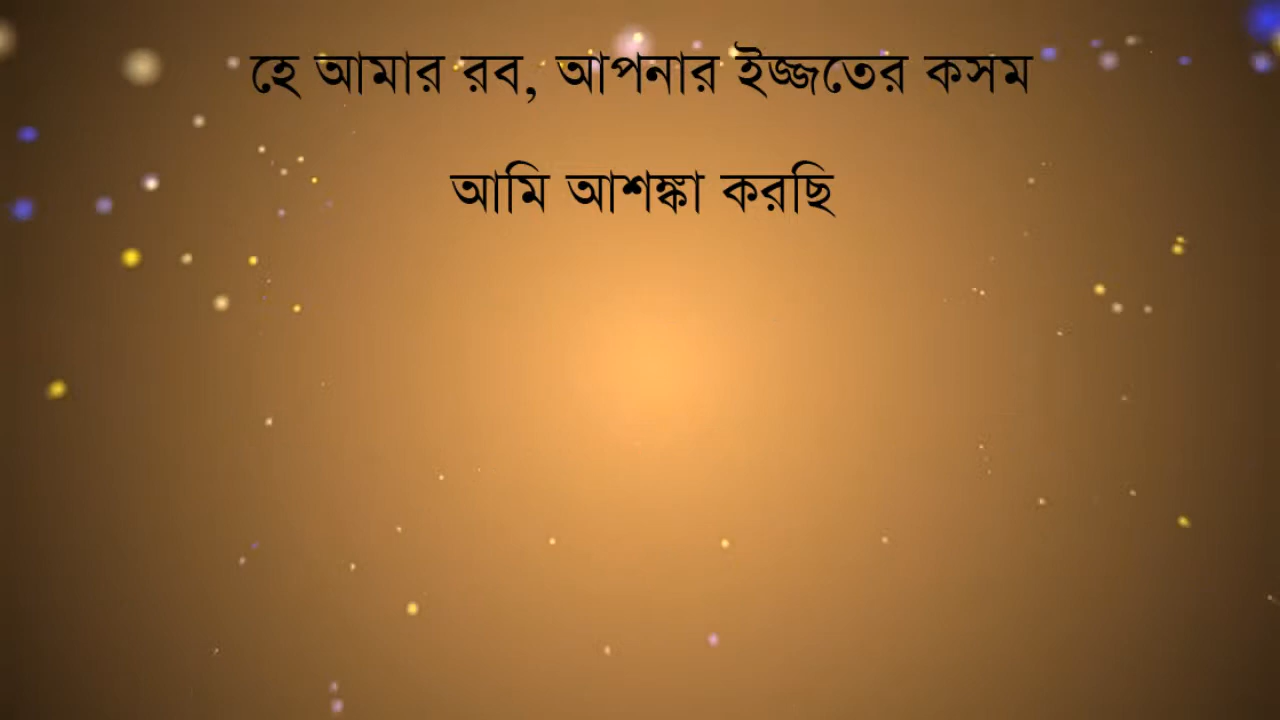 হে আমার রব, আপনার ইজ্জতের কসম
আমি আশঙ্কা করছি